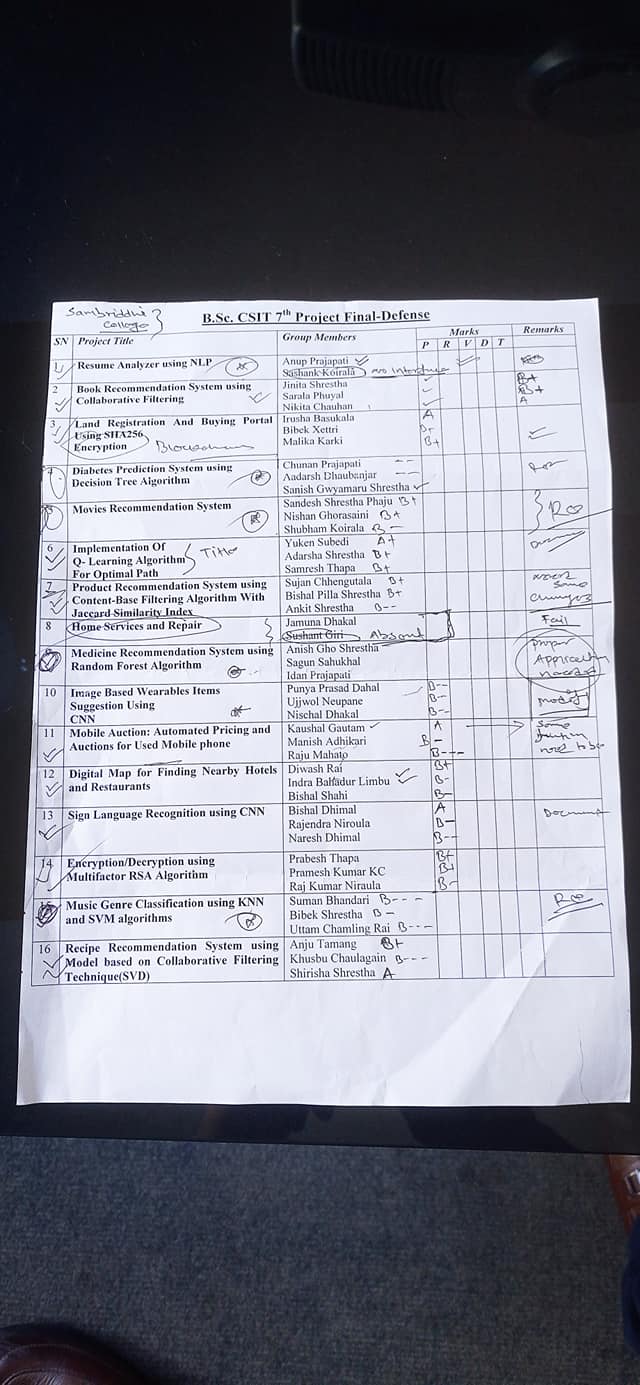 Sambriddhi
College
B.Sc. CSIT 7th Project Final-Defense
SN Project Title Group Members Marks Remarks
P R V D T
1 Resume Analyzer using NLP Anup Prajapati
Sashank Koirala no interface
2 Book Recommendation System using Jinita Shrestha B+
Collaborative Filtering Sarala Phuyal B+
Nikita Chauhan A
3 Land Registration And Buying Portal Irusha Basukala A
Using SHA256 Bibek Xettri B+
Encryption Blockchain Malika Karki B+
4 Diabetes Prediction System using Chunan Prajapati --
Decision Tree Algorithm Aadarsh Dhaubanjar --
Sanish Gwyamaru Shrestha
5 Movies Recommendation System Sandesh Shrestha Phaju B+
Nishan Ghorasaini B+
Shubham Koirala B-
6 Implementation Of Title Yuken Subedi A+
Q- Learning Algorithm Adarsha Shrestha B+
For Optimal Path Samresh Thapa B+
7 Product Recommendation System using Sujan Chhengutala B+
Content-Base Filtering Algorithm With Bishal Pilla Shrestha B+ some
Jaccard Similarity Index Ankit Shrestha B-- changes
8 Home Services and Repair Jamuna Dhakal Fail
Sushant Giri Absent
Medicine Recommendation System using Anish Gho Shrestha proper
Random Forest Algorithm Sagun Sahukhal
Idan Prajapati needed
10 Image Based Wearables Items Punya Prasad Dahal B--
Suggestion Using Ujjwol Neupane B- model
CNN Nischal Dhakal B--
11 Mobile Auction: Automated Pricing and Kaushal Gautam A some
Auctions for Used Mobile phone Manish Adhikari B-
Raju Mahato B--- need to be
12 Digital Map for Finding Nearby Hotels Diwash Rai B+
and Restaurants Indra Bahadur Limbu B-
Bishal Shahi B-
13 Sign Language Recognition using CNN Bishal Dhimal A Document
Rajendra Niroula B-
Naresh Dhimal B--
14 Encryption/Decryption using Prabesh Thapa B+
Multifactor RSA Algorithm Pramesh Kumar KC B+
Raj Kumar Niraula B-
Music Genre Classification using KNN Suman Bhandari B---
and SVM algorithms Bibek Shrestha B-
Uttam Chamling Rai B---
16 Recipe Recommendation System using Anju Tamang B+
Model based on Collaborative Filtering Khusbu Chaulagain B---
Technique(SVD) Shirisha Shrestha A